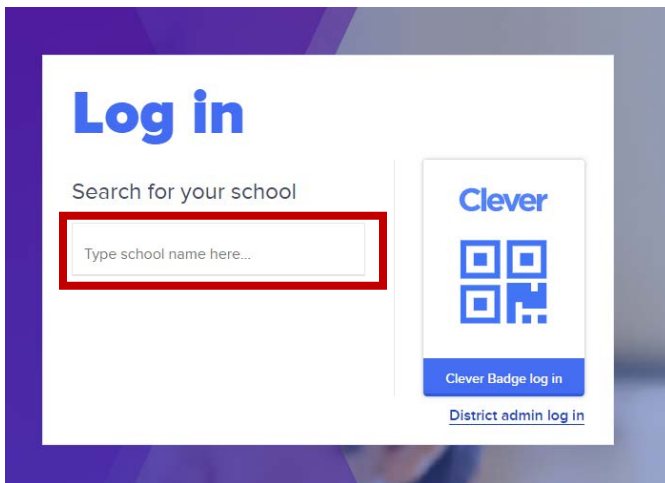 Log in
Search for your school
Type school name here...
Clever
Clever Badge log in
District admin log in